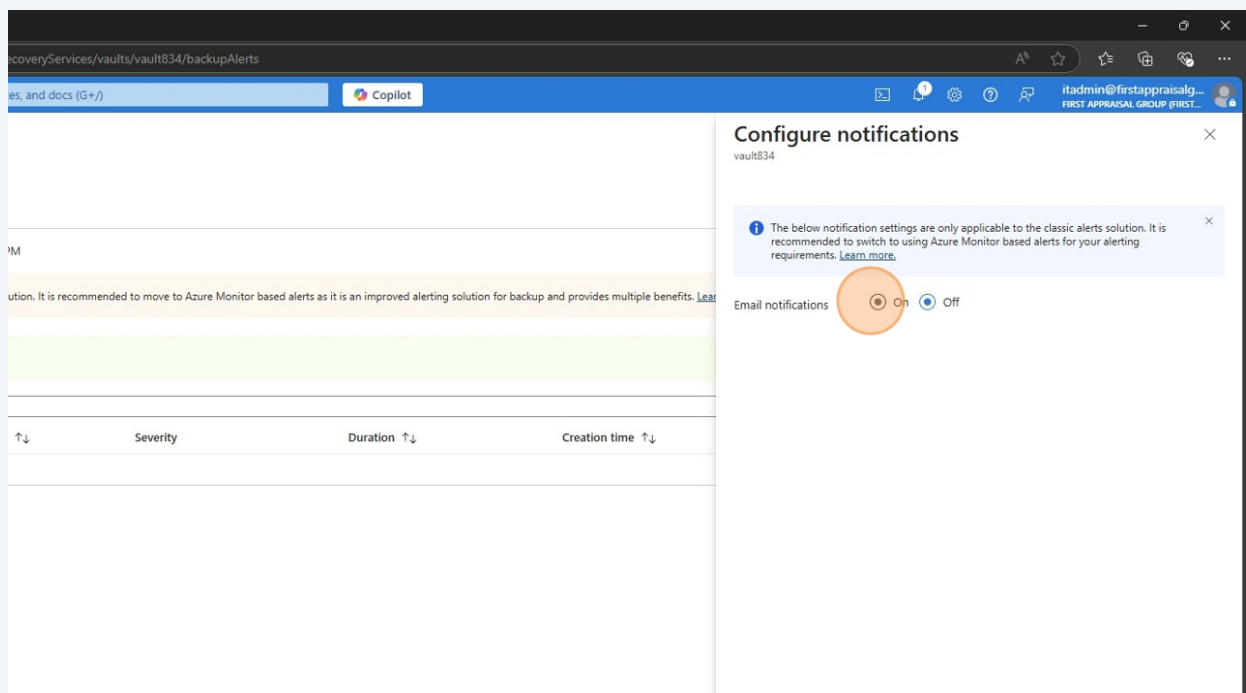 ecoveryServices/vaults/vault834/backupAlerts
es, and docs (G+/)
Copilot
1
itadmin@firstappraisalg...
FIRST APPRAISAL GROUP (FIRST...
Configure notifications
vault834
The below notification settings are only applicable to the classic alerts solution. It is
recommended to switch to using Azure Monitor based alerts for your alerting
requirements. Learn more.
PM
ution. It is recommended to move to Azure Monitor based alerts as it is an improved alerting solution for backup and provides multiple benefits. Lear
Email notifications On Off
Severity Duration Creation time